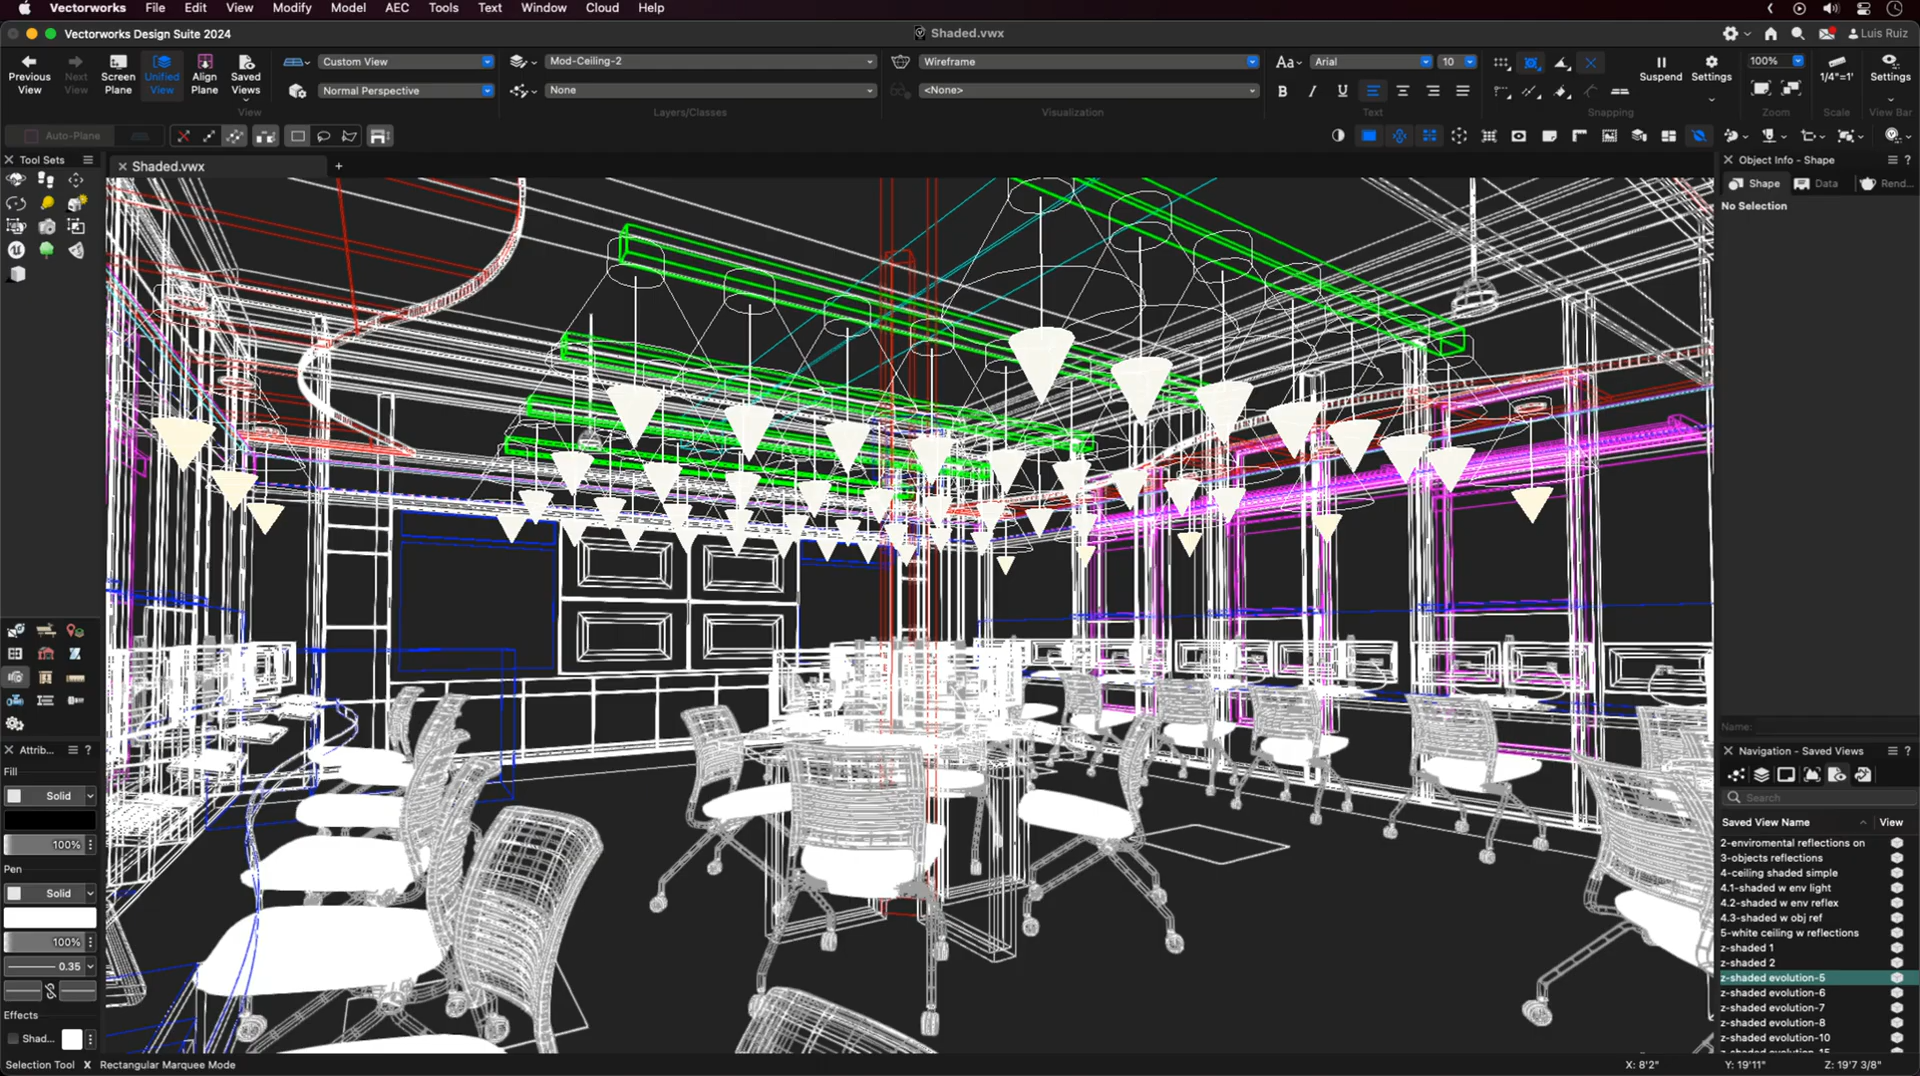 Vectorworks File Edit View Modify Model AEC Tools Text Window Cloud Help
Vectorworks Design Suite 2024
Shaded.vwx
Luis Ruiz
Previous View
Next View
Screen Plane
Unified View
Align Plane
Saved Views
Custom View
Normal Perspective
View
Mod-Ceiling-2
None
Layers/Classes
Wireframe
<None>
Visualization
Aa
Arial
10
B I U
Text
Suspend
Settings
Snapping
100%
Zoom
1/4"=1'
Scale
Settings
View Bar
Auto-Plane
Tool Sets
Shaded.vwx
Object Info - Shape
Shape
Data
Rend...
No Selection
Name:
Attrib...
Fill
Solid
100%
Pen
Solid
100%
0.35
Effects
Shad...
Navigation - Saved Views
Search
Saved View Name
View
2-enviromental reflections on
3-objects reflections
4-ceiling shaded simple
4.1-shaded w env light
4.2-shaded w env reflex
4.3-shaded w obj ref
5-white ceiling w reflections
z-shaded 1
z-shaded 2
z-shaded evolution-5
z-shaded evolution-6
z-shaded evolution-7
z-shaded evolution-8
z-shaded evolution-10
Selection Tool X Rectangular Marquee Mode
X: 8'2" Y: 19'11" Z: 19'7 3/8"